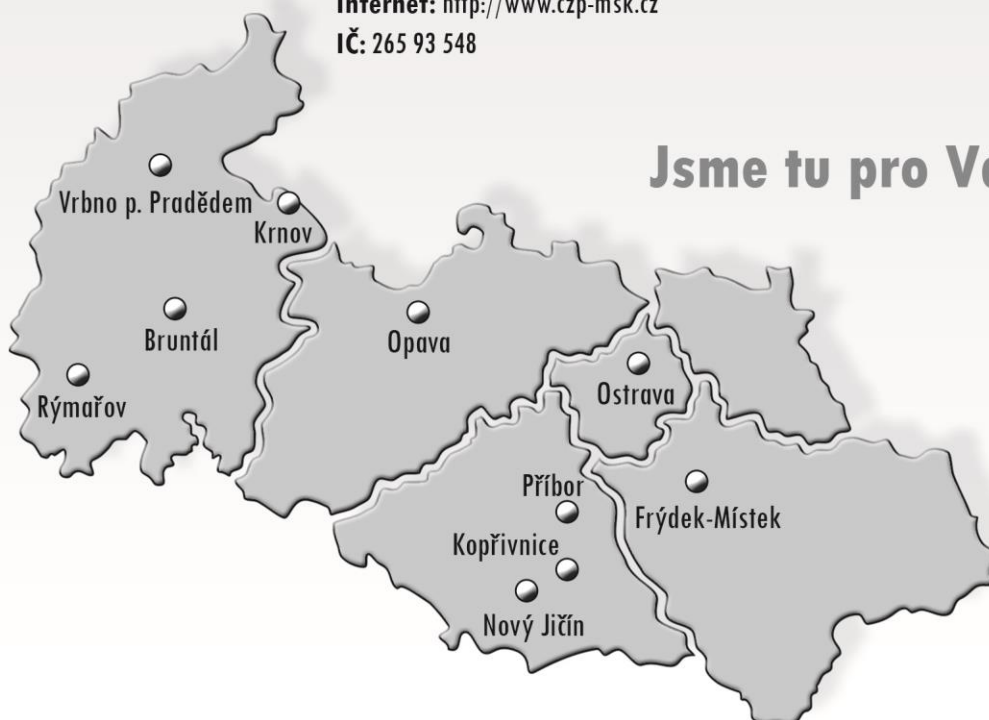 Internet: http://www.czp-msk.cz
IČ: 265 93 548
Jsme tu pro
Vrbno p. Pradědem
Krnov
Bruntál
Opava
Rýmařov
Ostrava
Příbor
Frýdek-Místek
Kopřivnice
Nový Jičín